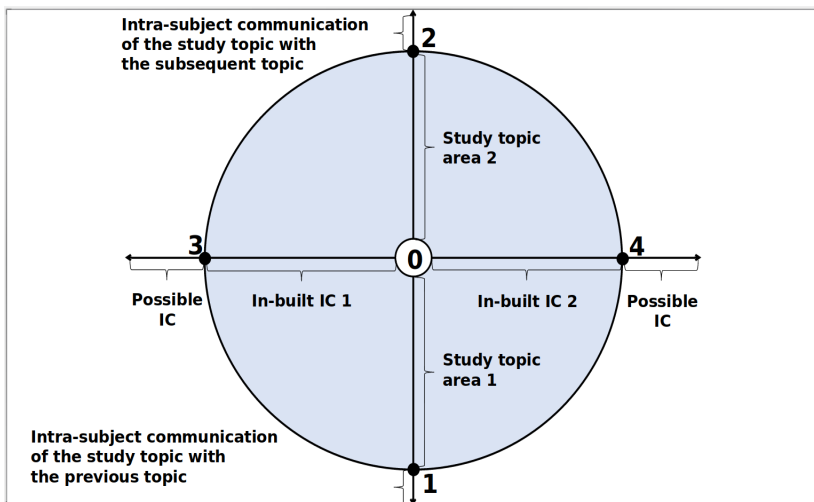 Intra-subject communication
of the study topic with
the subsequent topic
2
Study topic
area 2
3
0
4
Possible
IC
In-built IC 1
In-built IC 2
Possible
IC
Study topic
area 1
Intra-subject communication
of the study topic with
the previous topic
1